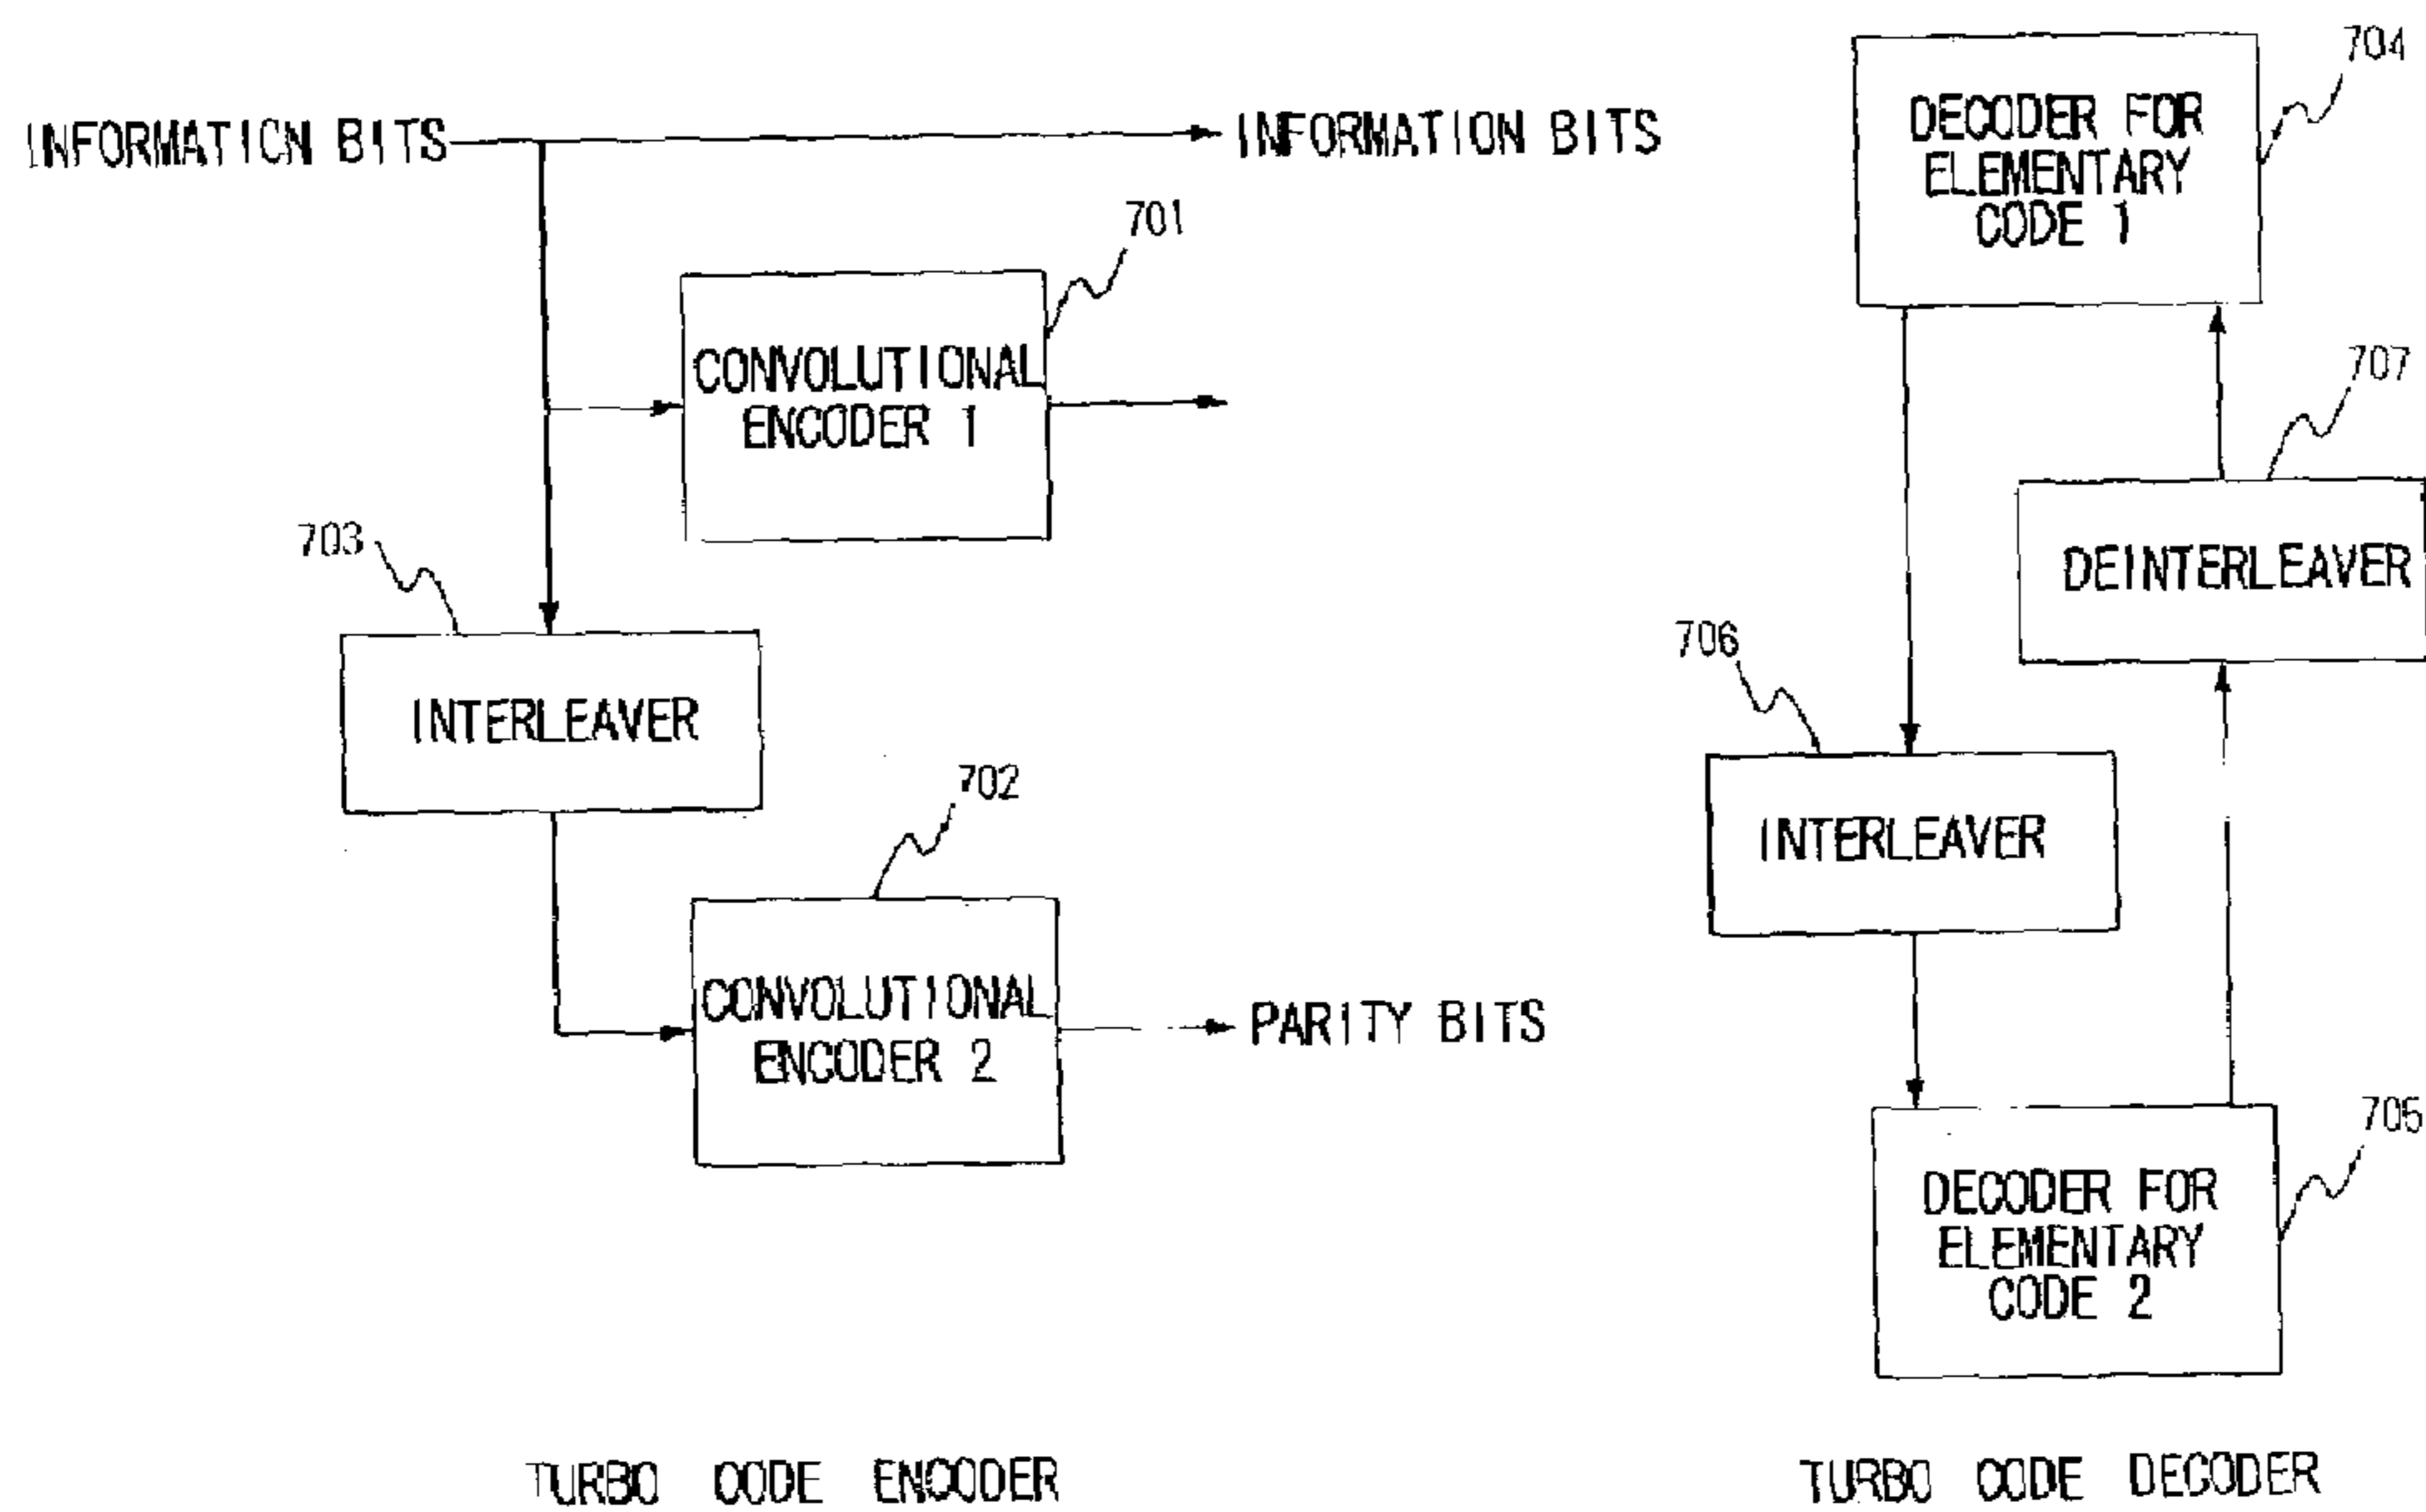 INFORMATION BITS
INFORMATION BITS
701
CONVOLUTIONAL
ENCODER 1
703
INTERLEAVER
702
CONVOLUTIONAL
ENCODER 2
PARITY BITS
TURBO CODE ENCODER
704
DECODER FOR
ELEMENTARY
CODE 1
707
DEINTERLEAVER
706
INTERLEAVER
705
DECODER FOR
ELEMENTARY
CODE 2
TURBO CODE DECODER